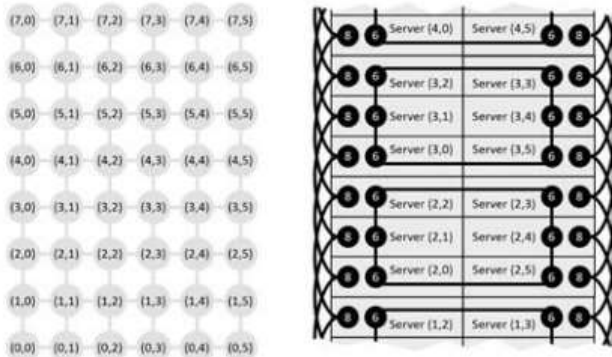 (7,0) (7,1) (7,2) (7,3) (7,4) (7,5)
(6,0) (6,1) (6,2) (6,3) (6,4) (6,5)
(5,0) (5,1) (5,2) (5,3) (5,4) (5,5)
(4,0) (4,1) (4,2) (4,3) (4,4) (4,5)
(3,0) (3,1) (3,2) (3,3) (3,4) (3,5)
(2,0) (2,1) (2,2) (2,3) (2,4) (2,5)
(1,0) (1,1) (1,2) (1,3) (1,4) (1,5)
(0,0) (0,1) (0,2) (0,3) (0,4) (0,5)
8 6 Server (4,0) Server (4,5) 6 8
8 6 Server (3,2) Server (3,3) 6 8
8 6 Server (3,1) Server (3,4) 6 8
8 6 Server (3,0) Server (3,5) 6 8
8 6 Server (2,2) Server (2,3) 6 8
8 6 Server (2,1) Server (2,4) 6 8
8 6 Server (2,0) Server (2,5) 6 8
8 6 Server (1,2) Server (1,3) 6 8